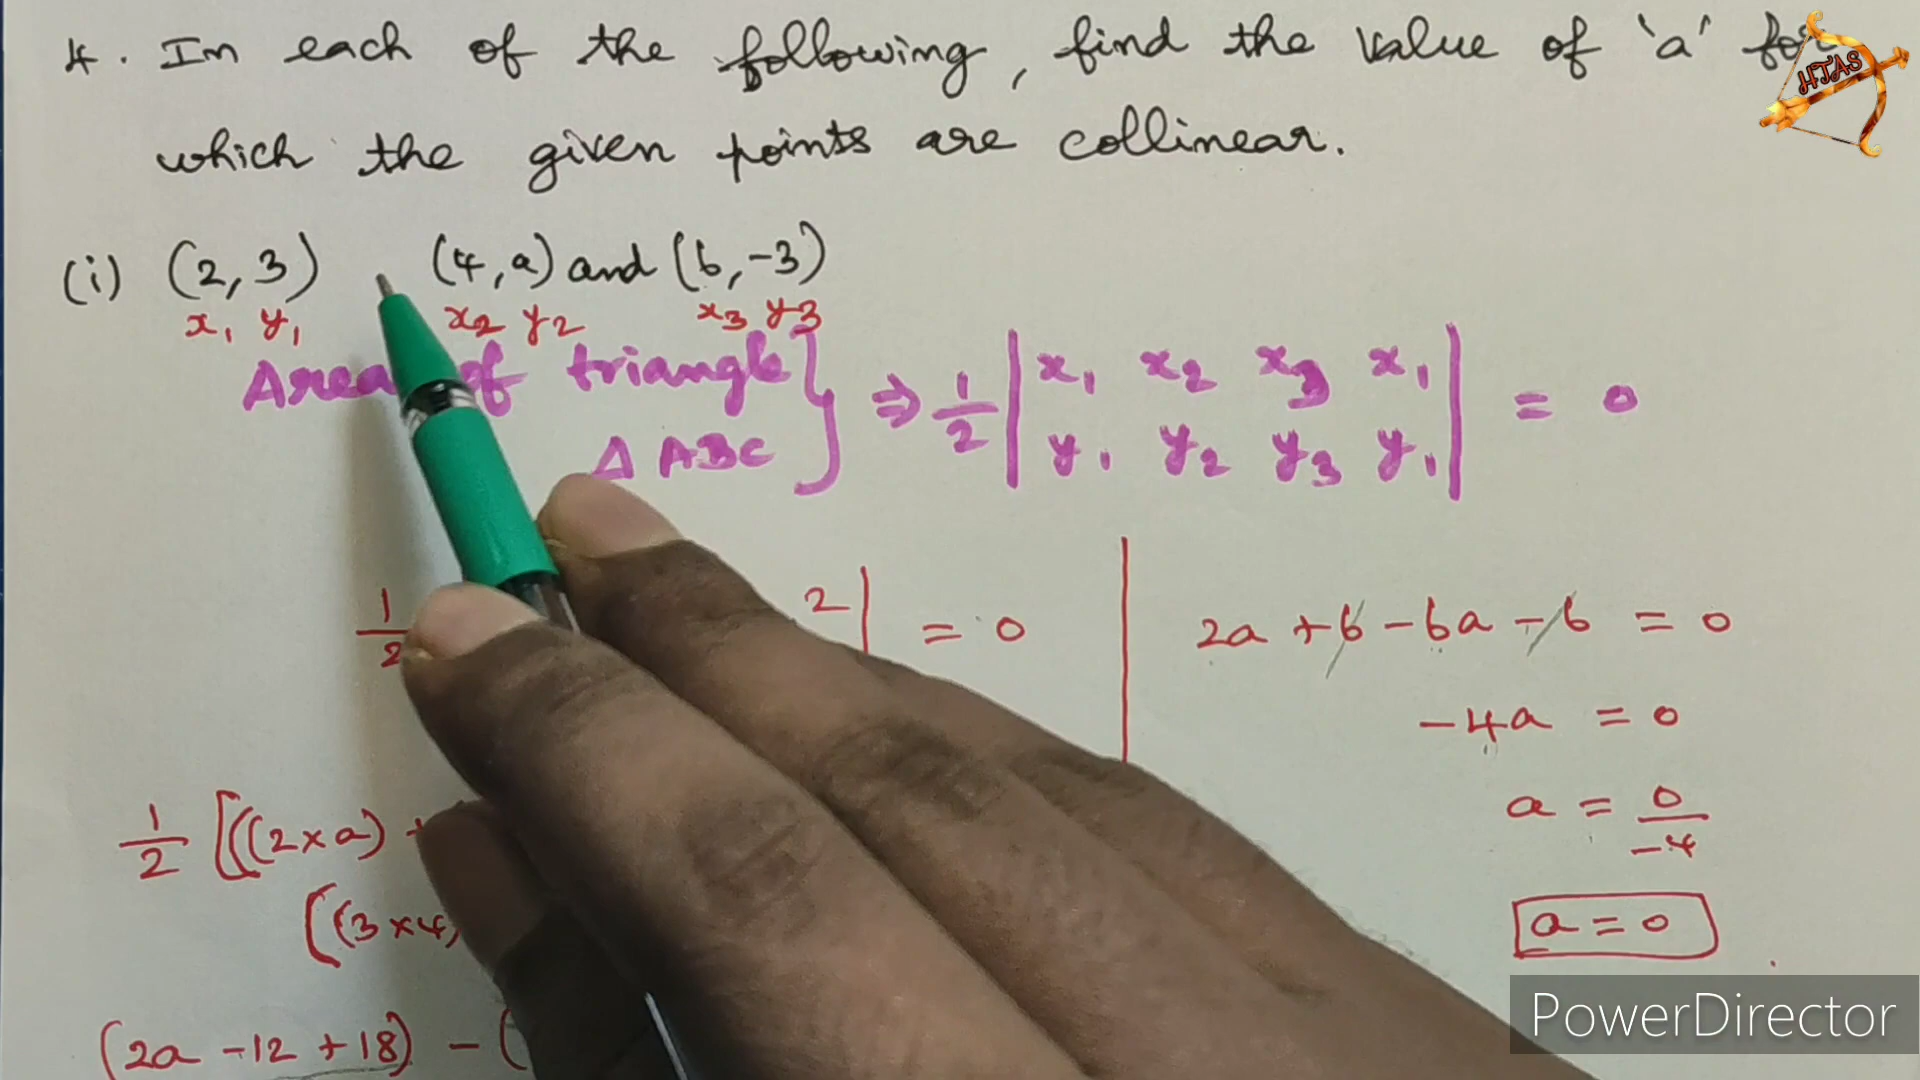 4. In each of the following, find the value of 'a' for
which the given points are collinear.
HTAS
(i) (2, 3) (4, a) and (6, -3)
x₁ y₁ x₂ y₂ x₃ y₃
Area of triangle
Δ ABC } ⇒ 1/2 | x₁ x₂ x₃ x₁
y₁ y₂ y₃ y₁ | = 0
1/2 2 | = 0
1/2 [((2×a) +
((3×4)
(2a -12 +18) - (
2a +6 -6a -6 = 0
-4a = 0
a = 0/-4
a = 0
PowerDirector